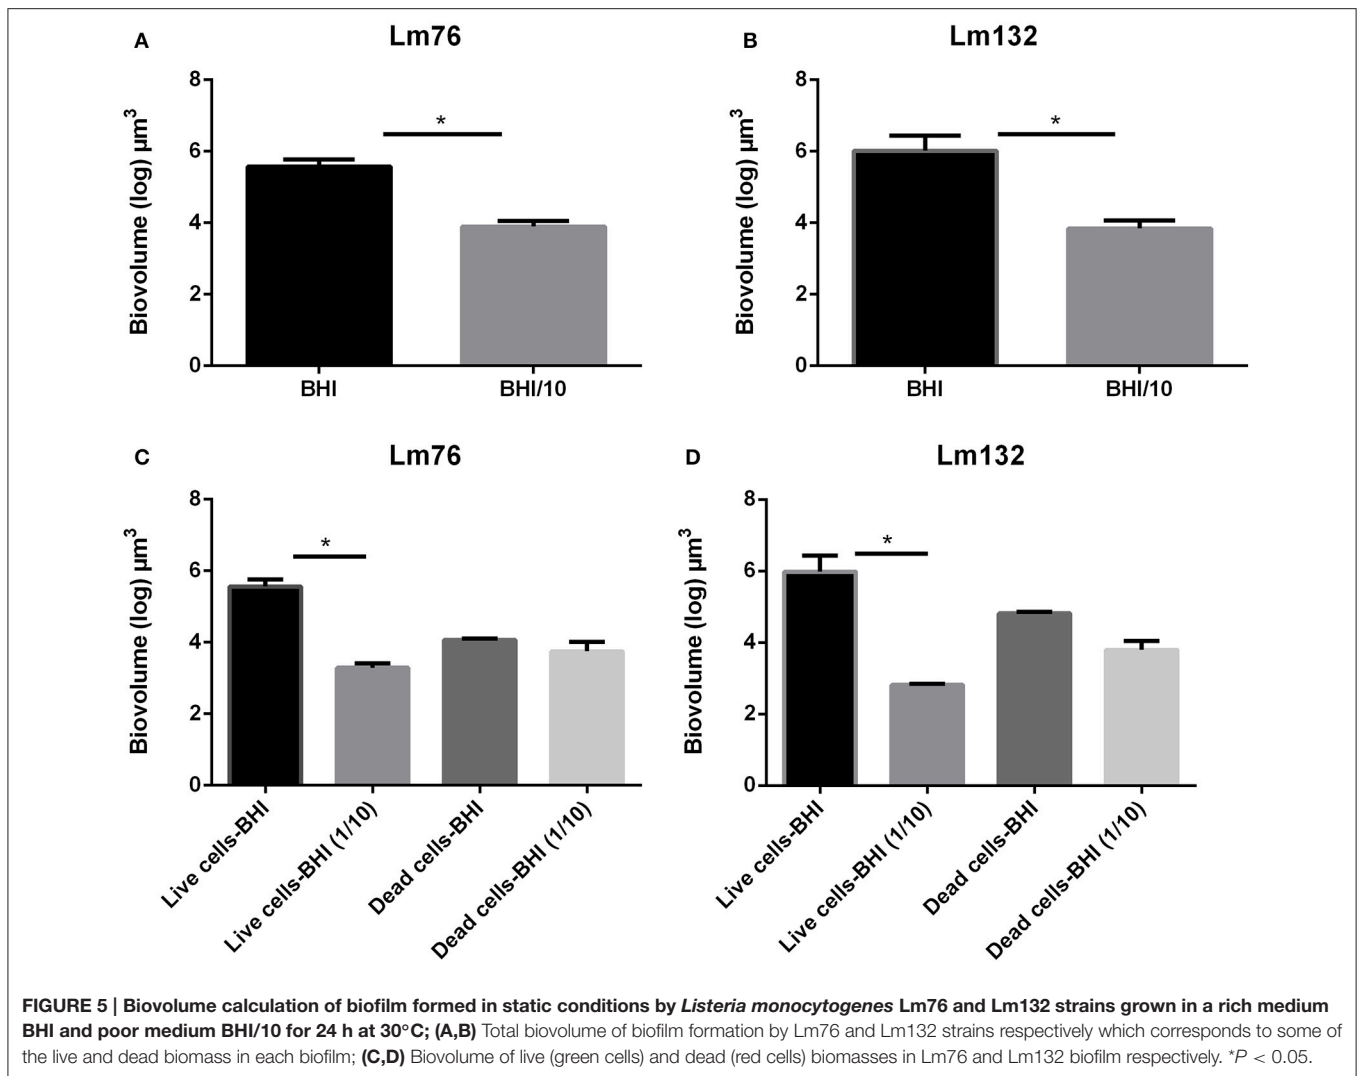 A
Lm76
Biovolume (log) µm³
8
6
4
2
0
*
BHI
BHI/10
B
Lm132
Biovolume (log) µm³
8
6
4
2
0
*
BHI
BHI/10
C
Lm76
Biovolume (log) µm³
8
6
4
2
0
*
Live cells-BHI
Live cells-BHI (1/10)
Dead cells-BHI
Dead cells-BHI (1/10)
D
Lm132
Biovolume (log) µm³
8
6
4
2
0
*
Live cells-BHI
Live cells-BHI (1/10)
Dead cells-BHI
Dead cells-BHI (1/10)
FIGURE 5 | Biovolume calculation of biofilm formed in static conditions by Listeria monocytogenes Lm76 and Lm132 strains grown in a rich medium
BHI and poor medium BHI/10 for 24 h at 30°C; (A,B) Total biovolume of biofilm formation by Lm76 and Lm132 strains respectively which corresponds to some of
the live and dead biomass in each biofilm; (C,D) Biovolume of live (green cells) and dead (red cells) biomasses in Lm76 and Lm132 biofilm respectively. *P < 0.05.